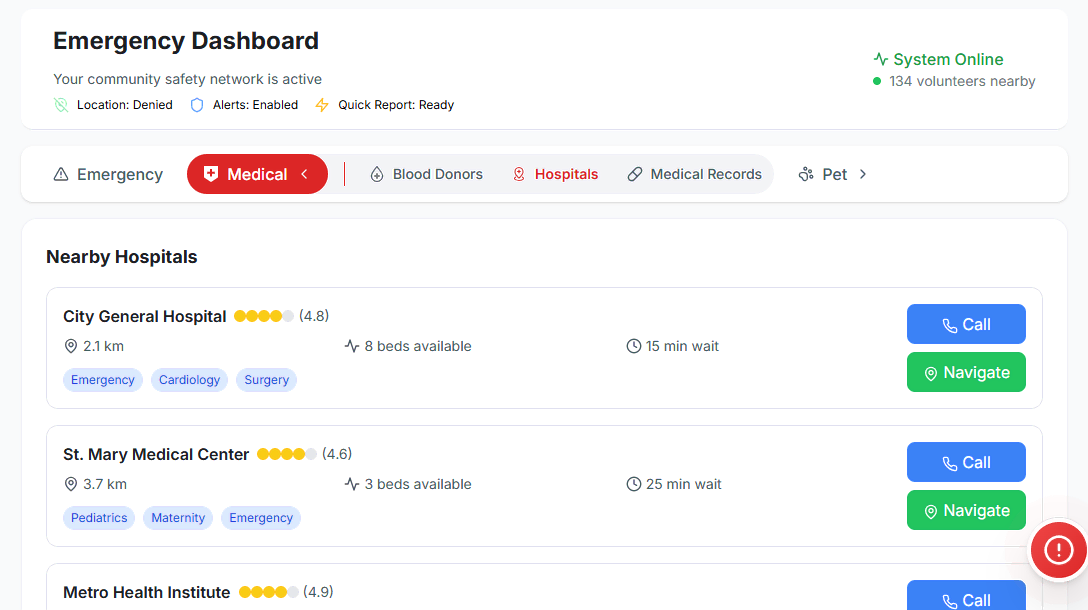 Emergency Dashboard
Your community safety network is active
Location: Denied Alerts: Enabled Quick Report: Ready
System Online
134 volunteers nearby
Emergency Medical Blood Donors Hospitals Medical Records Pet
Nearby Hospitals
City General Hospital (4.8)
2.1 km 8 beds available 15 min wait
Emergency Cardiology Surgery
Call
Navigate
St. Mary Medical Center (4.6)
3.7 km 3 beds available 25 min wait
Pediatrics Maternity Emergency
Call
Navigate
Metro Health Institute (4.9)
Call